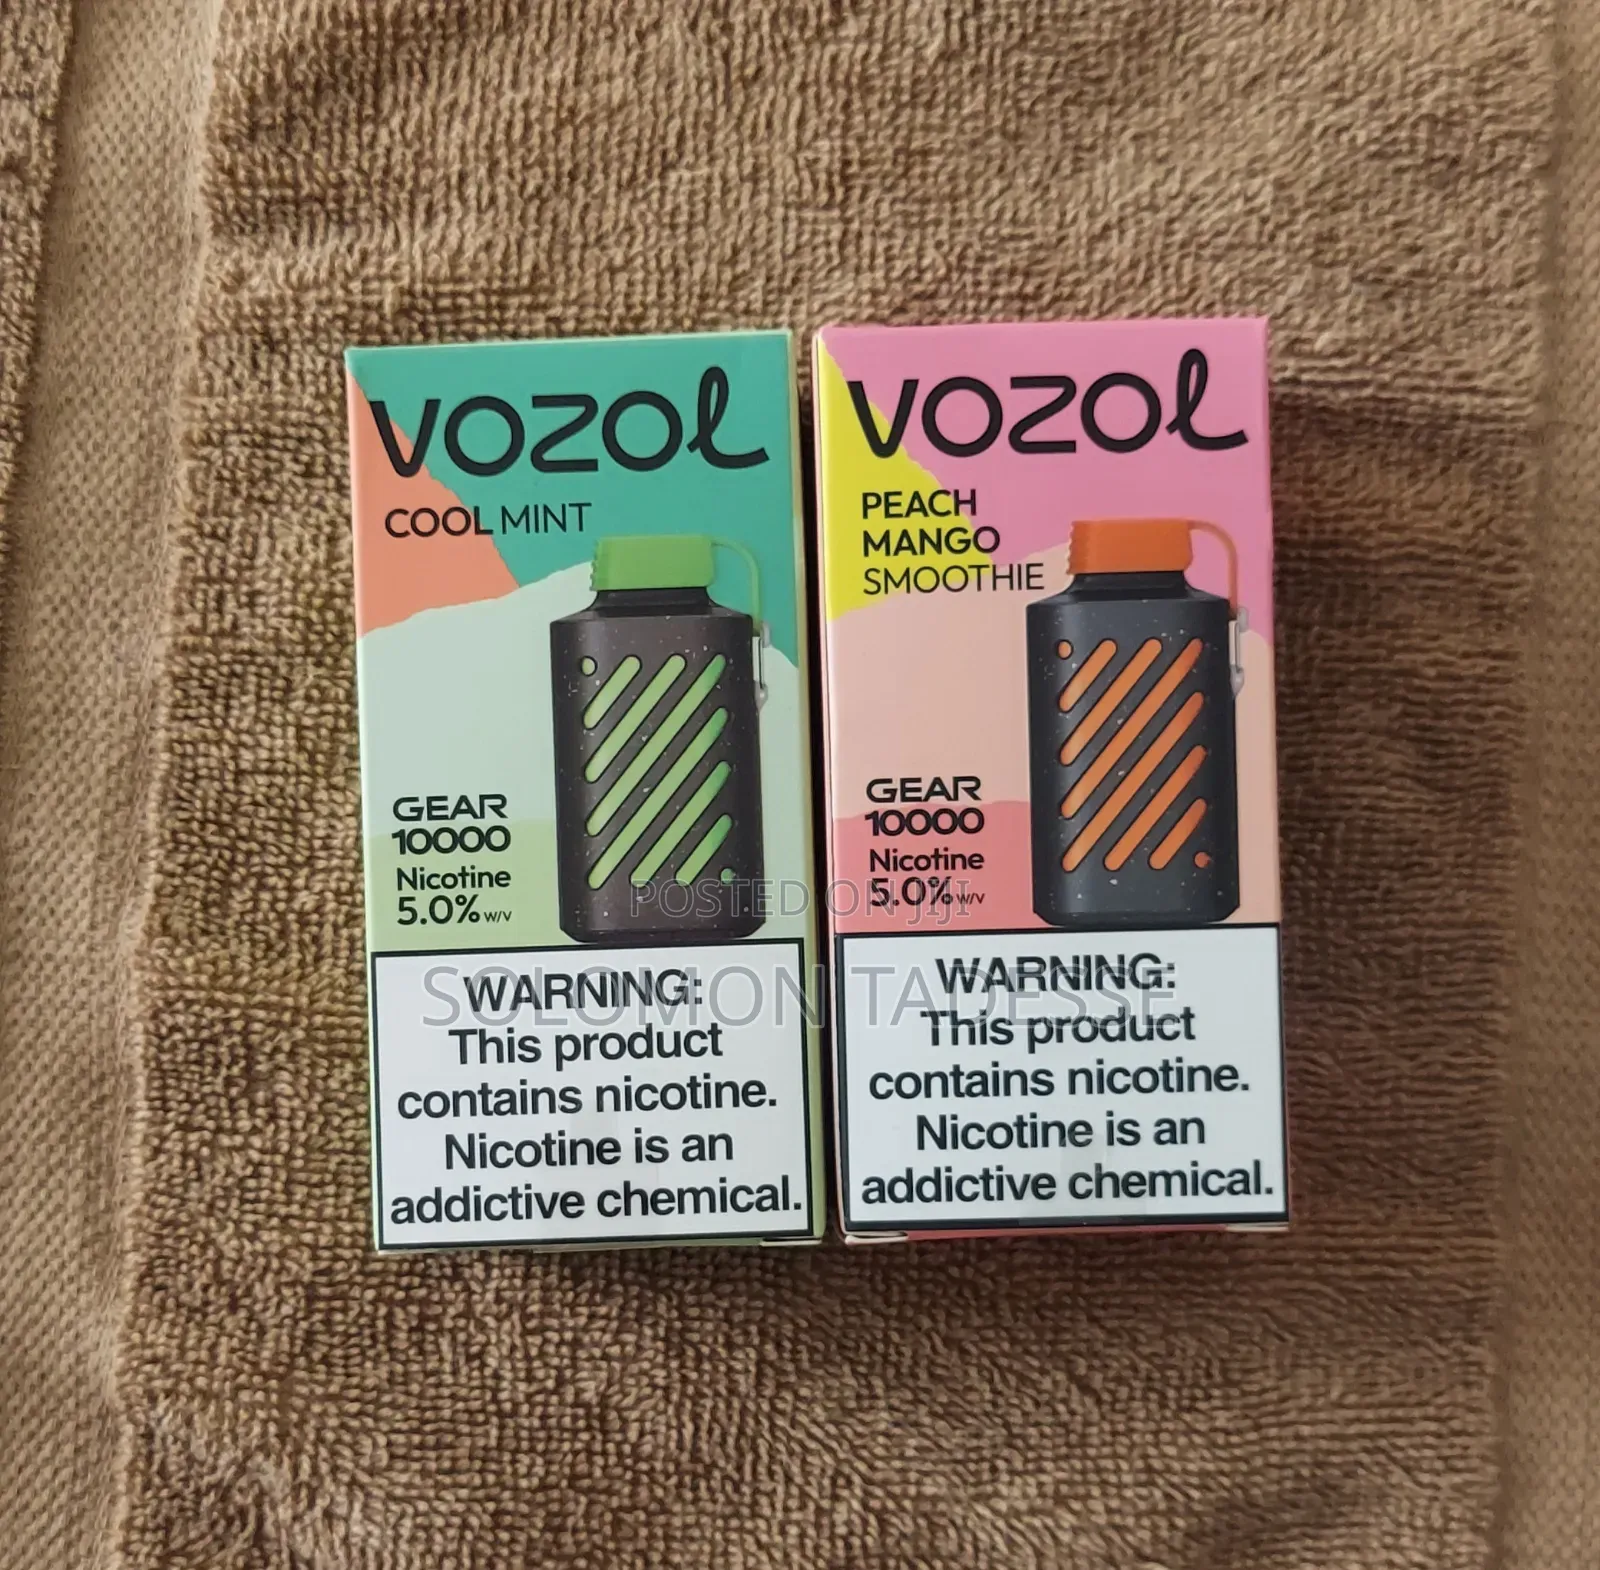 VOZOL
COOL MINT
GEAR
10000
Nicotine
5.0% w/v
WARNING:
This product
contains nicotine.
Nicotine is an
addictive chemical.
VOZOL
PEACH
MANGO
SMOOTHIE
GEAR
10000
Nicotine
5.0% w/v
WARNING:
This product
contains nicotine.
Nicotine is an
addictive chemical.
POSTED ON JIJI
SOLOMON TADESSE